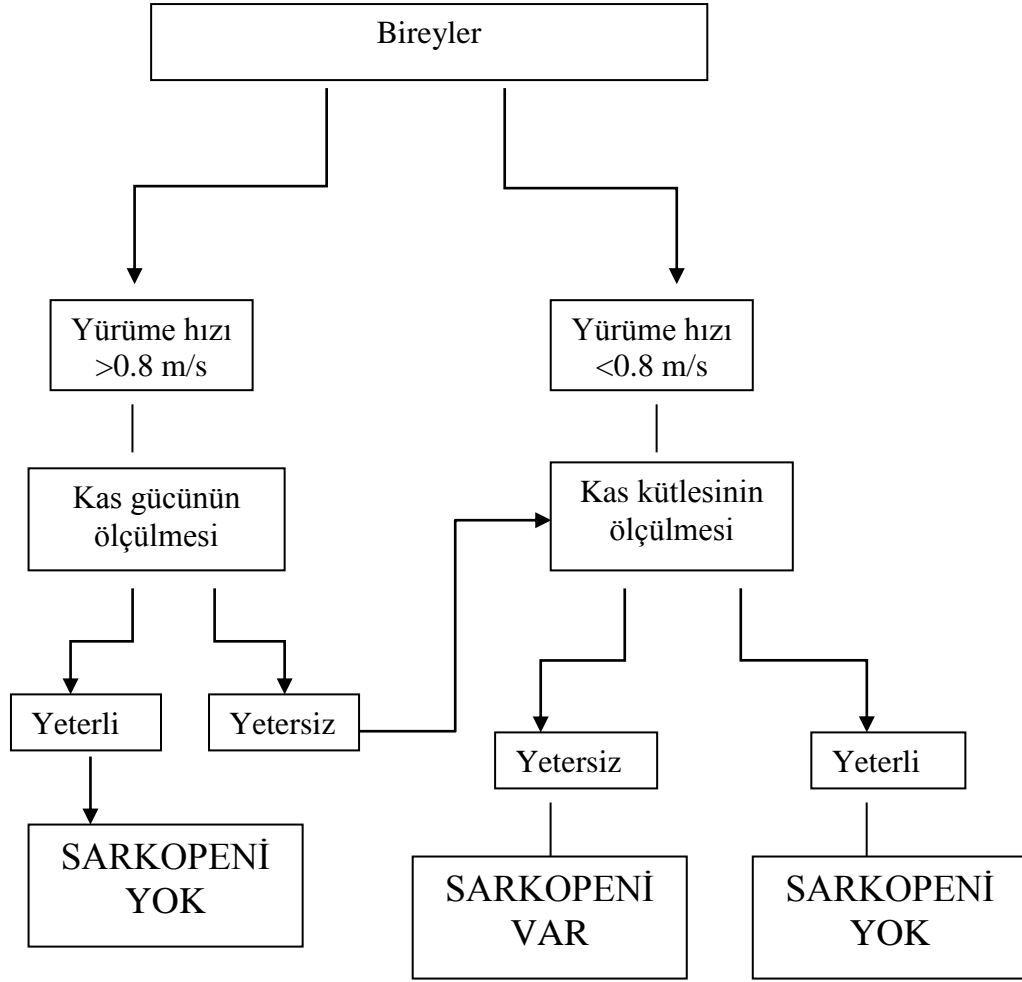 Bireyler
Yürüme hızı
>0.8 m/s
Yürüme hızı
<0.8 m/s
Kas gücünün
ölçülmesi
Kas kütlesinin
ölçülmesi
Yeterli
Yetersiz
Yetersiz
Yeterli
SARKOPENİ
YOK
SARKOPENİ
VAR
SARKOPENİ
YOK